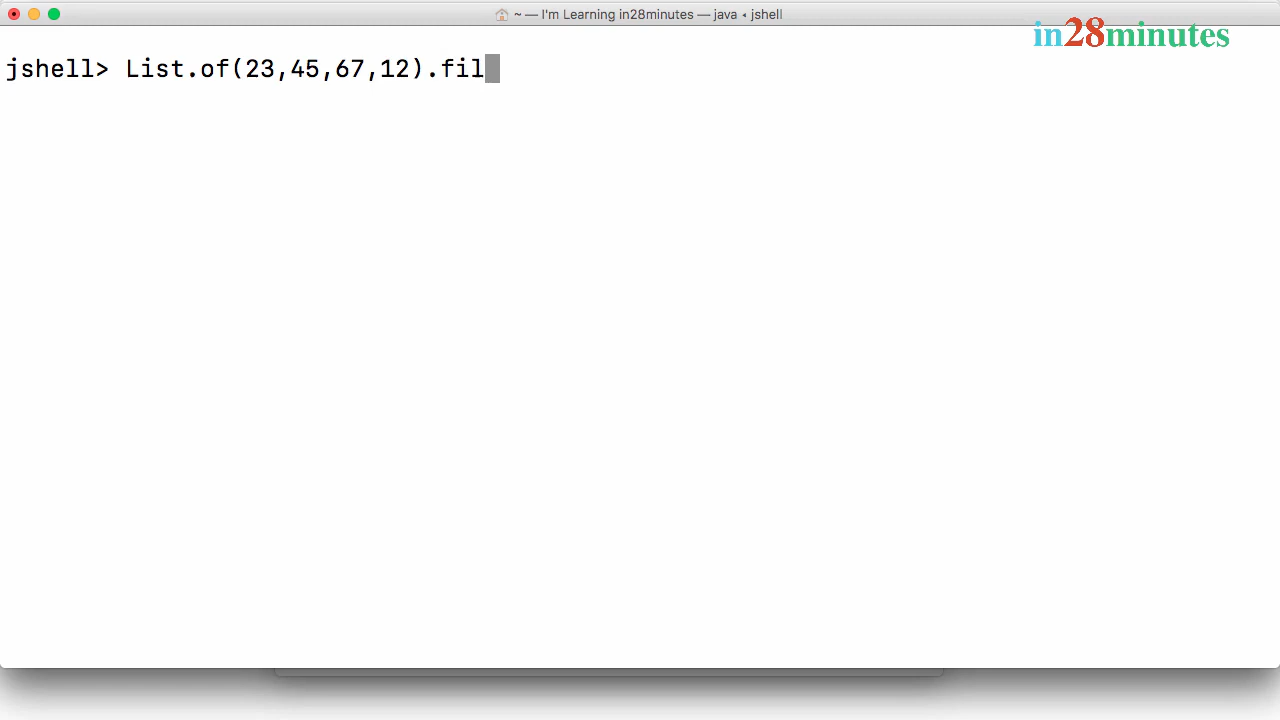 ~ — I'm Learning in28minutes — java ◂ jshell
in28minutes
jshell> List.of(23,45,67,12).fil